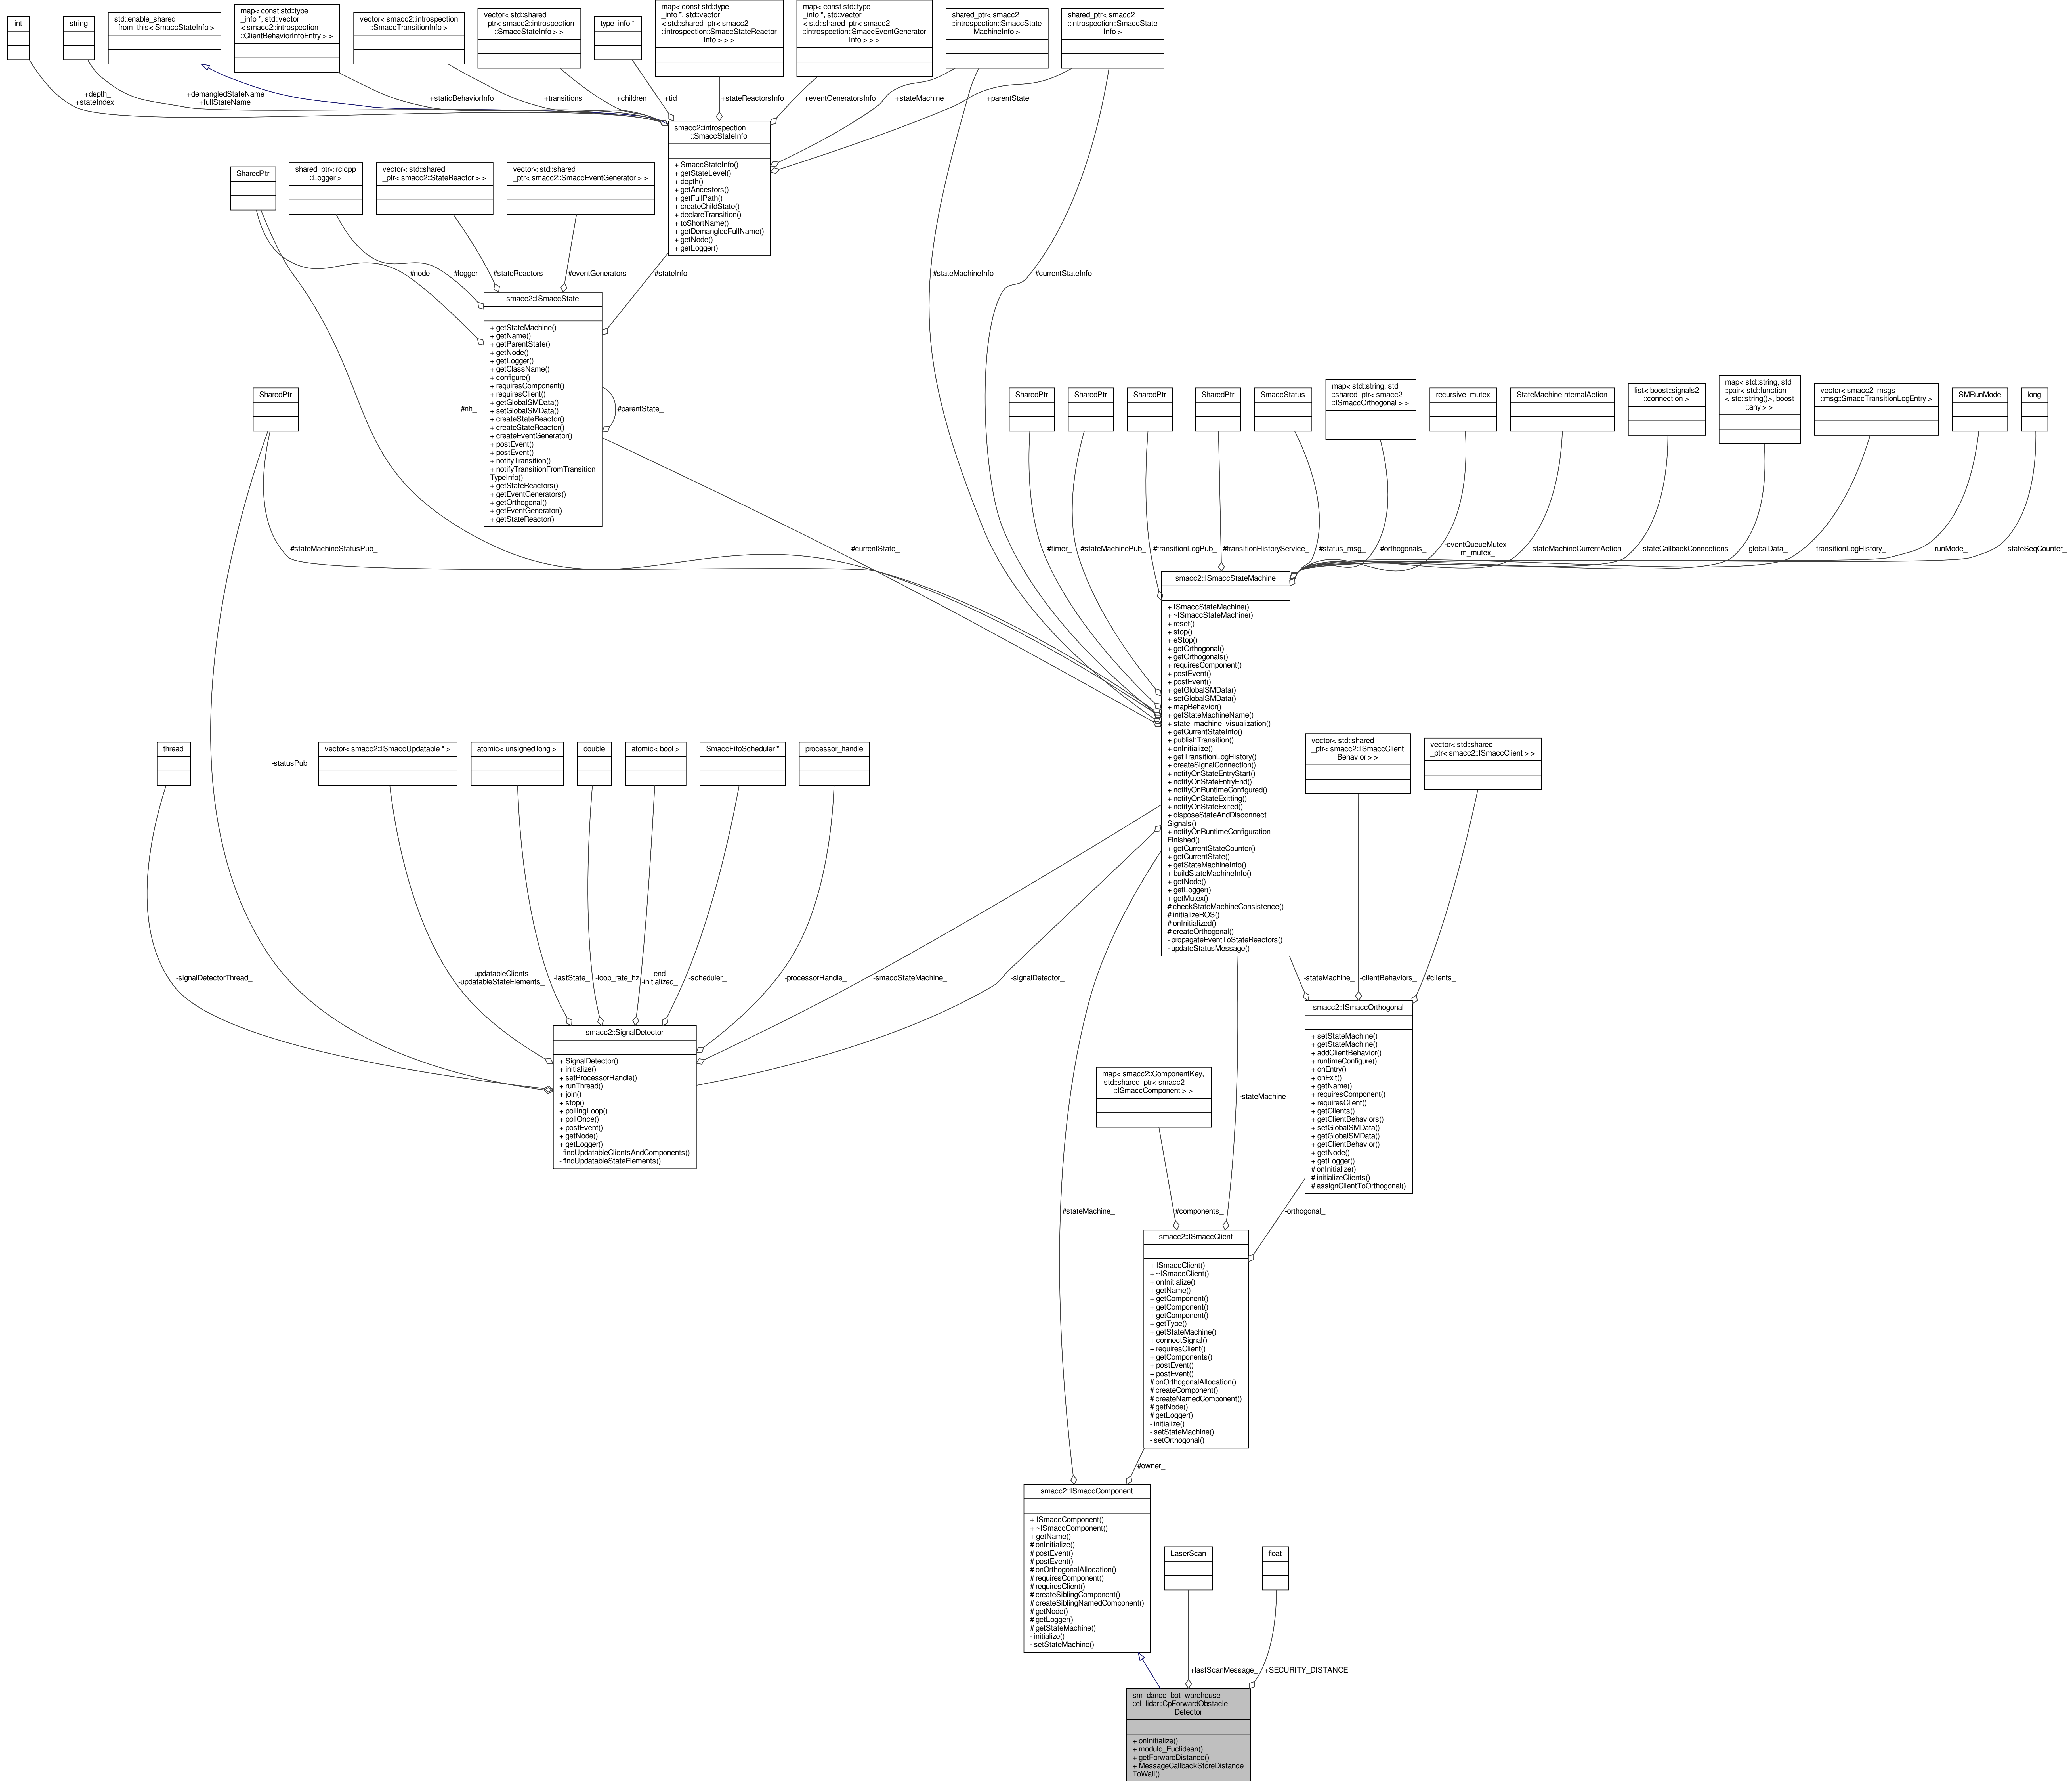 int
string
std::enable_shared
_from_this< SmaccStateInfo >
map< const std::type
_info *, std::vector
< smacc2::introspection
::ClientBehaviorInfoEntry > >
vector< smacc2::introspection
::SmaccTransitionInfo >
vector< std::shared
_ptr< smacc2::introspection
::SmaccStateInfo > >
type_info *
map< const std::type
_info *, std::vector
< std::shared_ptr< smacc2
::introspection::SmaccStateReactor
Info > > >
map< const std::type
_info *, std::vector
< std::shared_ptr< smacc2
::introspection::SmaccEventGenerator
Info > > >
shared_ptr< smacc2
::introspection::SmaccState
MachineInfo >
shared_ptr< smacc2
::introspection::SmaccState
Info >
+depth_
+stateIndex_
+demangledStateName
+fullStateName
+staticBehaviorInfo
+transitions_
+children_
+tid_
+stateReactorsInfo
+eventGeneratorsInfo
+stateMachine_
+parentState_
smacc2::introspection
::SmaccStateInfo
+ SmaccStateInfo()
+ getStateLevel()
+ depth()
+ getAncestors()
+ getFullPath()
+ createChildState()
+ declareTransition()
+ toShortName()
+ getDemangledFullName()
+ getNode()
+ getLogger()
SharedPtr
shared_ptr< rclcpp
::Logger >
vector< std::shared
_ptr< smacc2::StateReactor > >
vector< std::shared
_ptr< smacc2::SmaccEventGenerator > >
#node_
#logger_
#stateReactors_
#eventGenerators_
#stateInfo_
#stateMachineInfo_
#currentStateInfo_
smacc2::ISmaccState
+ getStateMachine()
+ getName()
+ getParentState()
+ getNode()
+ getLogger()
+ getClassName()
+ configure()
+ requiresComponent()
+ requiresClient()
+ getGlobalSMData()
+ setGlobalSMData()
+ createStateReactor()
+ createStateReactor()
+ createEventGenerator()
+ postEvent()
+ postEvent()
+ notifyTransition()
+ notifyTransitionFromTransition
TypeInfo()
+ getStateReactors()
+ getEventGenerators()
+ getOrthogonal()
+ getEventGenerator()
+ getStateReactor()
#nh_
#parentState_
SharedPtr
SharedPtr
SharedPtr
SharedPtr
SharedPtr
SmaccStatus
map< std::string, std
::shared_ptr< smacc2
::ISmaccOrthogonal > >
recursive_mutex
StateMachineInternalAction
list< boost::signals2
::connection >
map< std::string, std
::pair< std::function
< std::string()>, boost
::any > >
vector< smacc2_msgs
::msg::SmaccTransitionLogEntry >
SMRunMode
long
#stateMachineStatusPub_
#currentState_
#timer_
#stateMachinePub_
#transitionLogPub_
#transitionHistoryService_
#status_msg_
#orthogonals_
-eventQueueMutex_
-m_mutex_
-stateMachineCurrentAction
-stateCallbackConnections
-globalData_
-transitionLogHistory_
-runMode_
-stateSeqCounter_
smacc2::ISmaccStateMachine
+ ISmaccStateMachine()
+ ~ISmaccStateMachine()
+ reset()
+ stop()
+ eStop()
+ getOrthogonal()
+ getOrthogonals()
+ requiresComponent()
+ postEvent()
+ postEvent()
+ getGlobalSMData()
+ setGlobalSMData()
+ mapBehavior()
+ getStateMachineName()
+ state_machine_visualization()
+ getCurrentStateInfo()
+ publishTransition()
+ onInitialize()
+ getTransitionLogHistory()
+ createSignalConnection()
+ notifyOnStateEntryStart()
+ notifyOnStateEntryEnd()
+ notifyOnRuntimeConfigured()
+ notifyOnStateExitting()
+ notifyOnStateExited()
+ disposeStateAndDisconnect
Signals()
+ notifyOnRuntimeConfiguration
Finished()
+ getCurrentStateCounter()
+ getCurrentState()
+ getStateMachineInfo()
+ buildStateMachineInfo()
+ getNode()
+ getLogger()
+ getMutex()
# checkStateMachineConsistence()
# initializeROS()
# onInitialized()
# createOrthogonal()
- propagateEventToStateReactors()
- updateStatusMessage()
thread
-statusPub_
vector< smacc2::ISmaccUpdatable * >
atomic< unsigned long >
double
atomic< bool >
SmaccFifoScheduler *
processor_handle
vector< std::shared
_ptr< smacc2::ISmaccClient
Behavior > >
vector< std::shared
_ptr< smacc2::ISmaccClient > >
-signalDetectorThread_
-updatableClients_
-updatableStateElements_
-lastState_
-loop_rate_hz
-end_
-initialized_
-scheduler_
-processorHandle_
-smaccStateMachine_
-signalDetector_
-stateMachine_
-clientBehaviors_
#clients_
smacc2::SignalDetector
+ SignalDetector()
+ initialize()
+ setProcessorHandle()
+ runThread()
+ join()
+ stop()
+ pollingLoop()
+ pollOnce()
+ postEvent()
+ getNode()
+ getLogger()
- findUpdatableClientsAndComponents()
- findUpdatableStateElements()
smacc2::ISmaccOrthogonal
+ setStateMachine()
+ getStateMachine()
+ addClientBehavior()
+ runtimeConfigure()
+ onEntry()
+ onExit()
+ getName()
+ requiresComponent()
+ requiresClient()
+ getClients()
+ getClientBehaviors()
+ setGlobalSMData()
+ getGlobalSMData()
+ getClientBehavior()
+ getNode()
+ getLogger()
# onInitialize()
# initializeClients()
# assignClientToOrthogonal()
map< smacc2::ComponentKey,
std::shared_ptr< smacc2
::ISmaccComponent > >
-stateMachine_
#stateMachine_
#components_
-orthogonal_
smacc2::ISmaccClient
+ ISmaccClient()
+ ~ISmaccClient()
+ onInitialize()
+ getName()
+ getComponent()
+ getComponent()
+ getComponent()
+ getType()
+ getStateMachine()
+ connectSignal()
+ requiresClient()
+ getComponents()
+ postEvent()
+ postEvent()
# onOrthogonalAllocation()
# createComponent()
# createNamedComponent()
# getNode()
# getLogger()
- initialize()
- setStateMachine()
- setOrthogonal()
#owner_
smacc2::ISmaccComponent
+ ISmaccComponent()
+ ~ISmaccComponent()
+ getName()
# onInitialize()
# postEvent()
# postEvent()
# onOrthogonalAllocation()
# requiresComponent()
# requiresClient()
# createSiblingComponent()
# createSiblingNamedComponent()
# getNode()
# getLogger()
# getStateMachine()
- initialize()
- setStateMachine()
LaserScan
float
+lastScanMessage_
+SECURITY_DISTANCE
sm_dance_bot_warehouse
::cl_lidar::CpForwardObstacle
Detector
+ onInitialize()
+ modulo_Euclidean()
+ getForwardDistance()
+ MessageCallbackStoreDistance
ToWall()